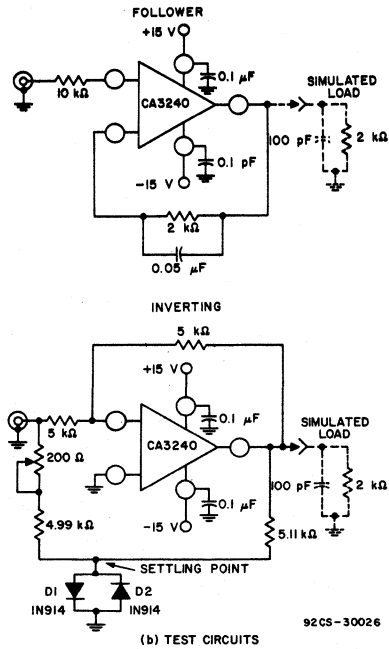 FOLLOWER
+15 V
0.1 µF
SIMULATED
LOAD
10 kΩ
CA3240
100 pF
2 kΩ
0.1 pF
-15 V
2 kΩ
0.05 µF
INVERTING
5 kΩ
+15 V
0.1 µF
SIMULATED
LOAD
5 kΩ
CA3240
200 Ω
100 pF
2 kΩ
0.1 µF
4.99 kΩ
-15 V
5.11 kΩ
SETTLING POINT
D1
D2
1N914
1N914
92CS-30026
(b) TEST CIRCUITS